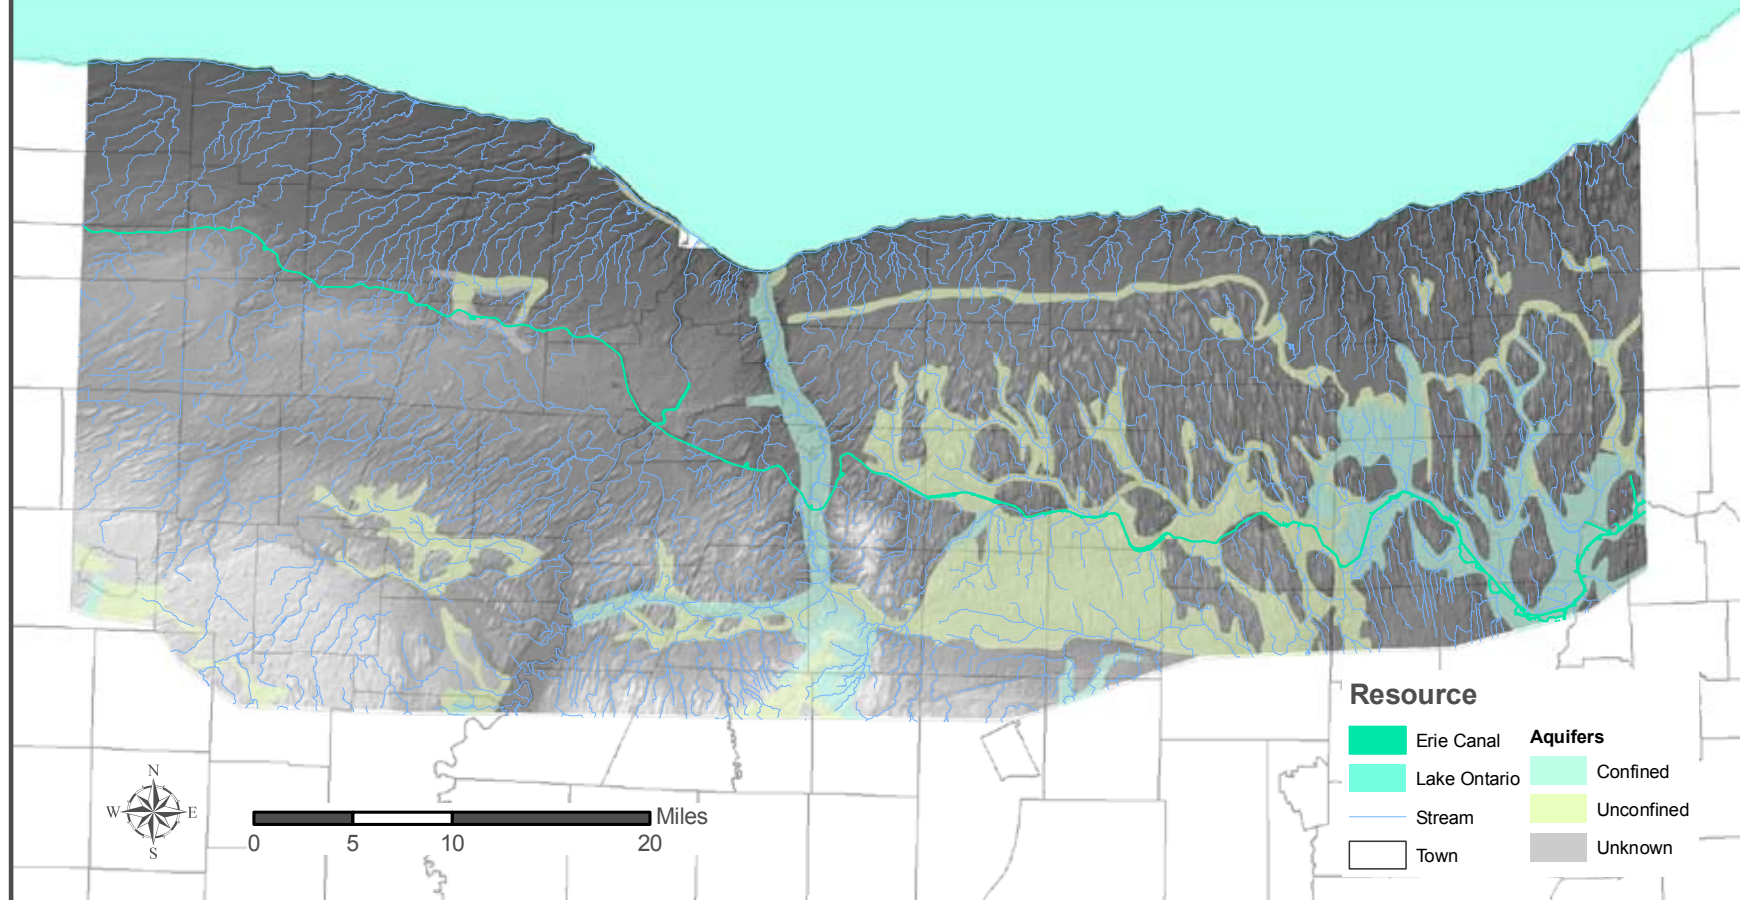 Resource
Erie Canal
Lake Ontario
Stream
Town
Aquifers
Confined
Unconfined
Unknown
N
W E
S
Miles
0 5 10 20